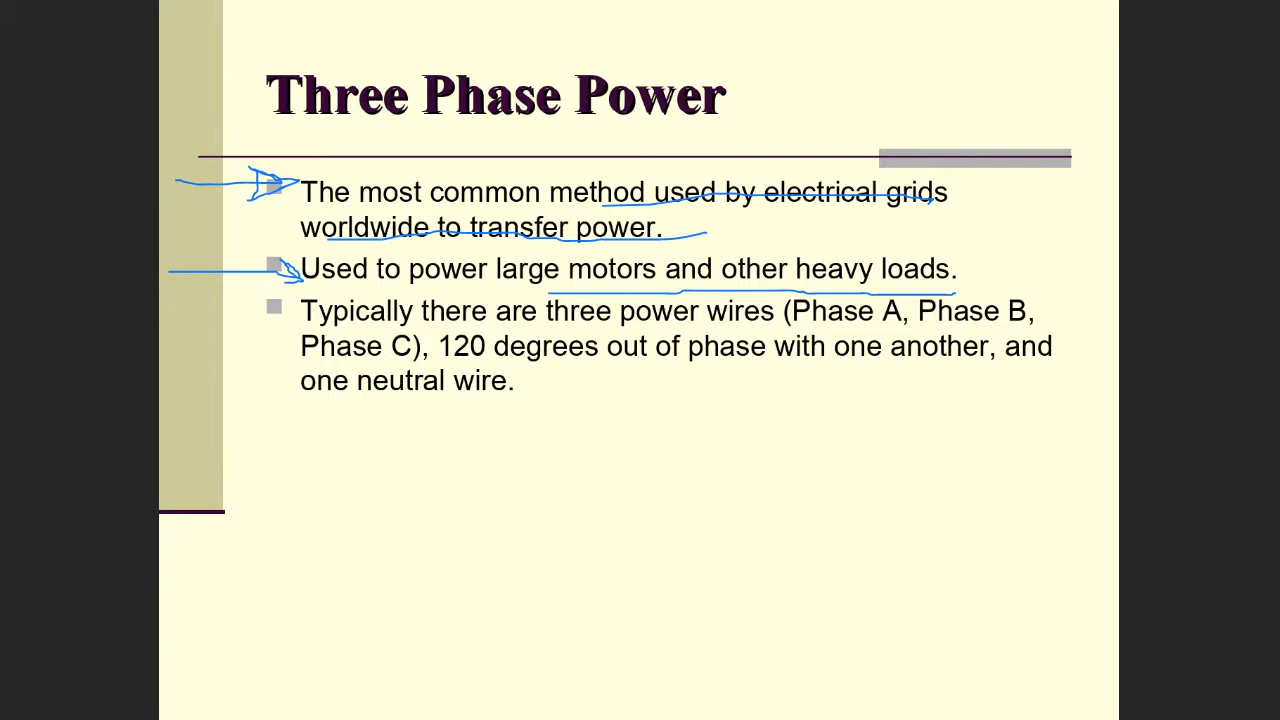 Three Phase Power
The most common method used by electrical grids
worldwide to transfer power.
Used to power large motors and other heavy loads.
Typically there are three power wires (Phase A, Phase B,
Phase C), 120 degrees out of phase with one another, and
one neutral wire.